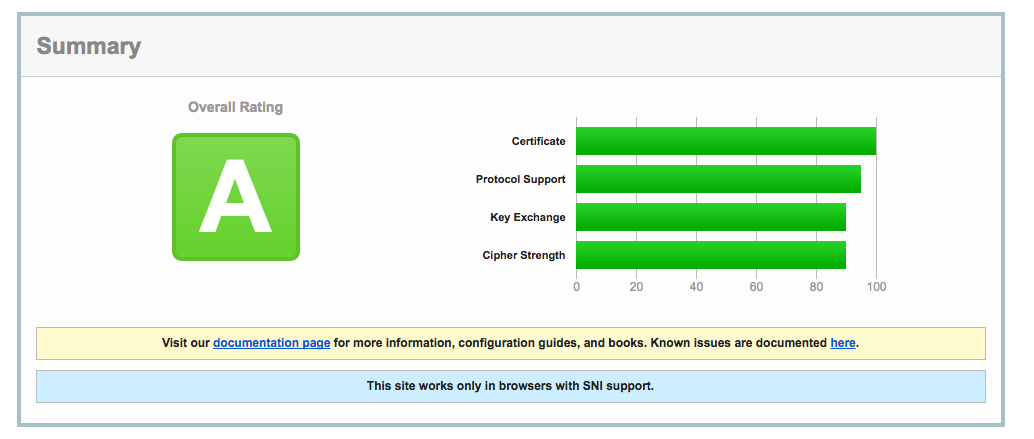 Summary
Overall Rating
A
Certificate
Protocol Support
Key Exchange
Cipher Strength
0 20 40 60 80 100
Visit our documentation page for more information, configuration guides, and books. Known issues are documented here.
This site works only in browsers with SNI support.